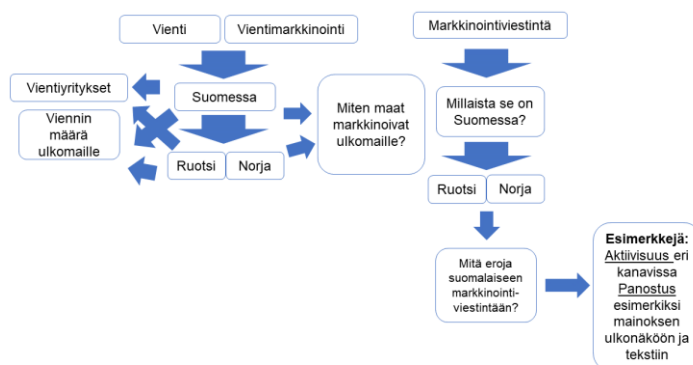 Vienti
Vientimarkkinointi
Vientiyritykset
Suomessa
Viennin
määrä
ulkomaille
Ruotsi
Norja
Miten maat
markkinoivat
ulkomaille?
Markkinointiviestintä
Millaista se on
Suomessa?
Ruotsi
Norja
Mitä eroja
suomalaiseen
markkinointi-
viestintään?
Esimerkkejä:
Aktiivisuus eri
kanavissa
Panostus
esimerkiksi
mainoksen
ulkonäköön ja
tekstiin